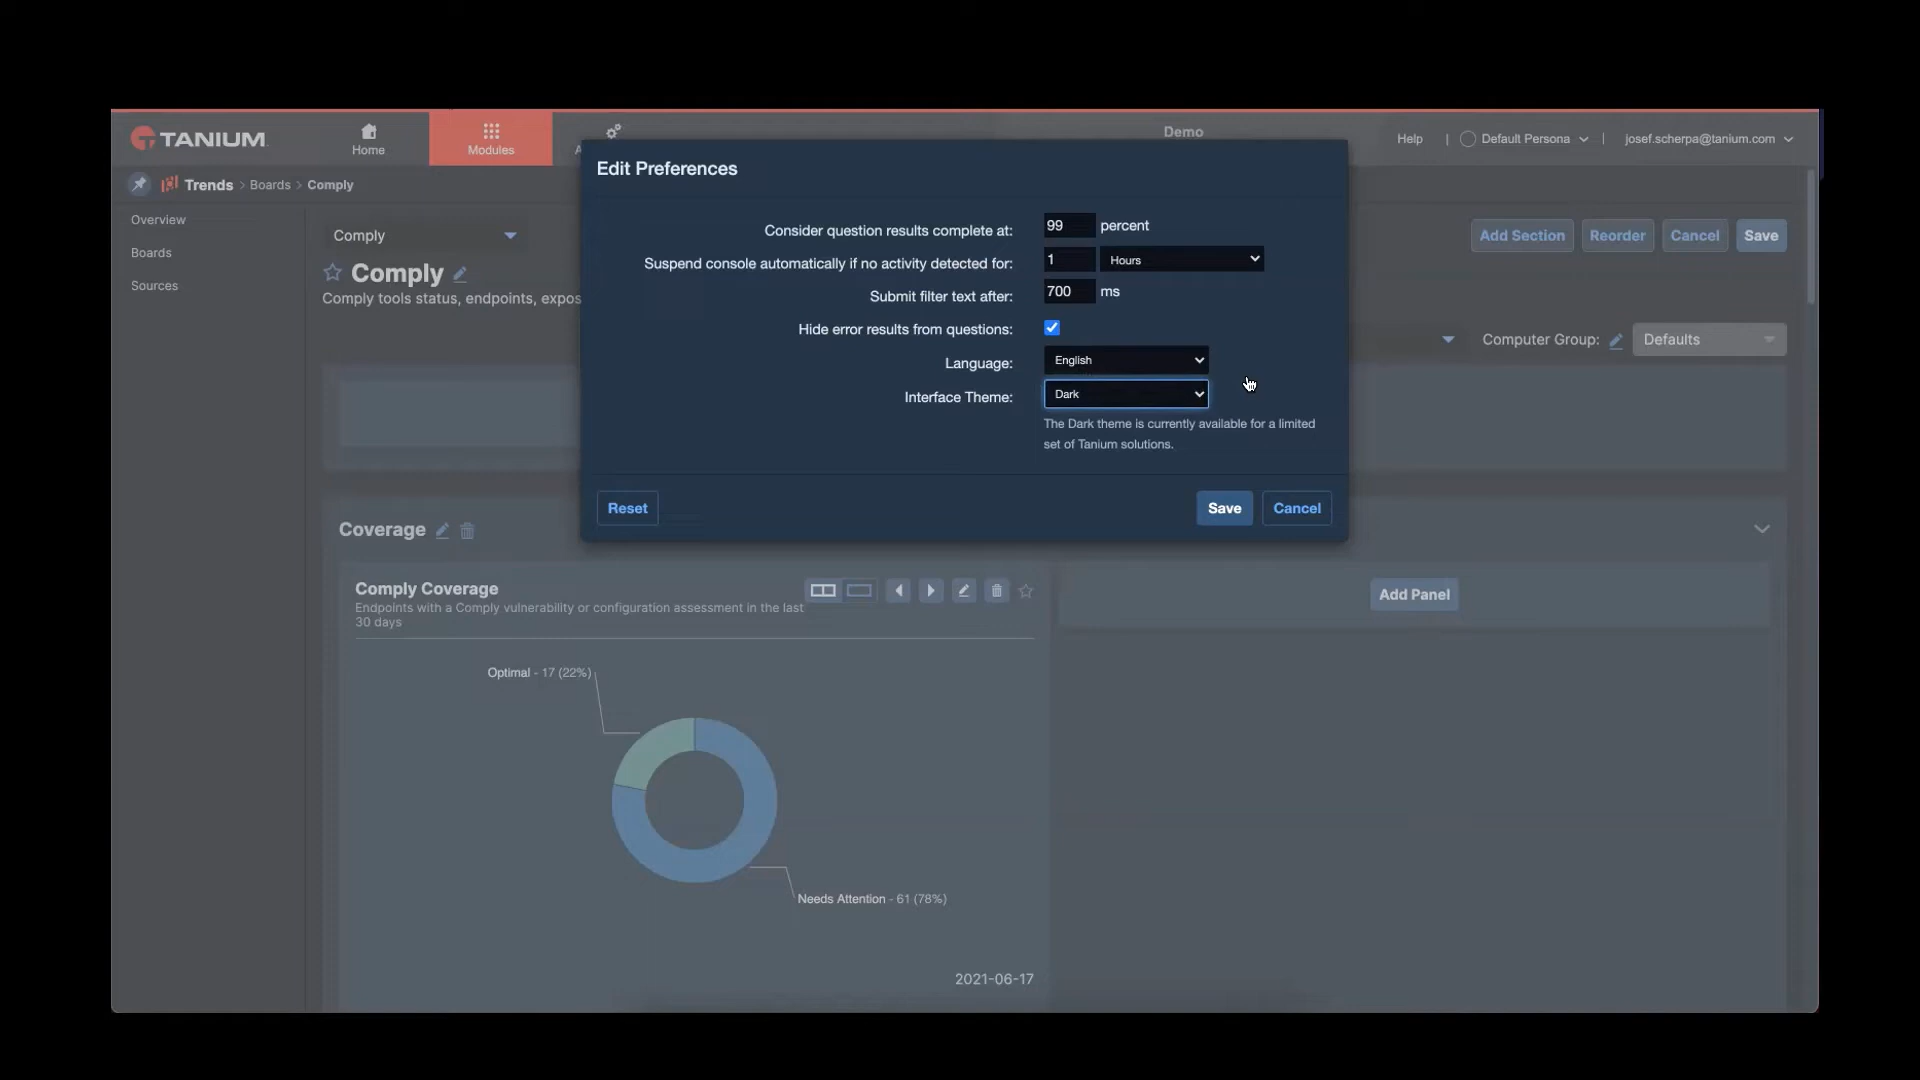 TANIUM
Home
Modules
Demo
Help
Default Persona
josef.scherpa@tanium.com
Trends > Boards > Comply
Overview
Boards
Sources
Comply
Comply
Comply tools status, endpoints, expos
Add Section
Reorder
Cancel
Save
Computer Group:
Defaults
Edit Preferences
Consider question results complete at: 99 percent
Suspend console automatically if no activity detected for: 1 Hours
Submit filter text after: 700 ms
Hide error results from questions:
Language: English
Interface Theme: Dark
The Dark theme is currently available for a limited
set of Tanium solutions.
Reset
Save
Cancel
Coverage
Comply Coverage
Endpoints with a Comply vulnerability or configuration assessment in the last
30 days
Add Panel
Optimal - 17 (22%)
Needs Attention - 61 (78%)
2021-06-17